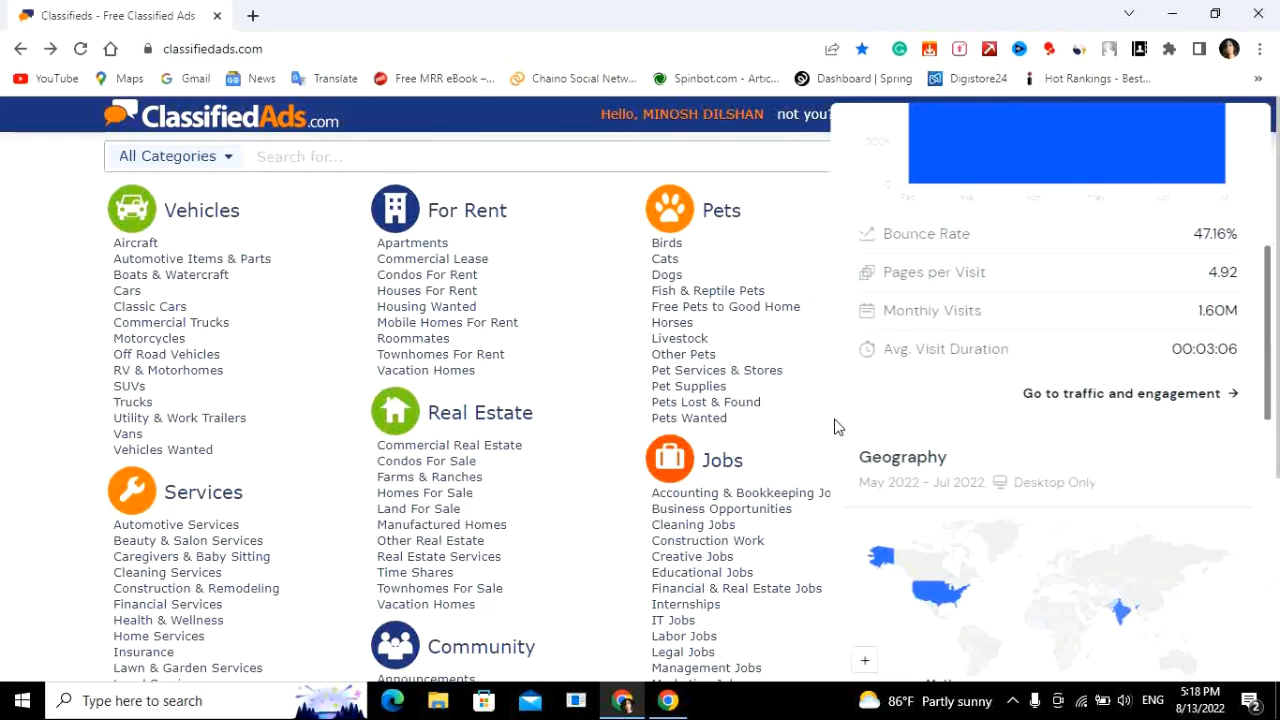 Classifieds - Free Classified Ads
classifiedads.com
YouTube
Maps
Gmail
News
Translate
Free MRR eBook –...
Chaino Social Netw...
Spinbot.com - Artic...
Dashboard | Spring
Digistore24
Hot Rankings - Best...
ClassifiedAds.com
Hello, MINOSH DILSHAN not you?
All Categories
Search for...
Vehicles
Aircraft
Automotive Items & Parts
Boats & Watercraft
Cars
Classic Cars
Commercial Trucks
Motorcycles
Off Road Vehicles
RV & Motorhomes
SUVs
Trucks
Utility & Work Trailers
Vans
Vehicles Wanted
Services
Automotive Services
Beauty & Salon Services
Caregivers & Baby Sitting
Cleaning Services
Construction & Remodeling
Financial Services
Health & Wellness
Home Services
Insurance
Lawn & Garden Services
For Rent
Apartments
Commercial Lease
Condos For Rent
Houses For Rent
Housing Wanted
Mobile Homes For Rent
Roommates
Townhomes For Rent
Vacation Homes
Real Estate
Commercial Real Estate
Condos For Sale
Farms & Ranches
Homes For Sale
Land For Sale
Manufactured Homes
Other Real Estate
Real Estate Services
Time Shares
Townhomes For Sale
Vacation Homes
Community
Announcements
Pets
Birds
Cats
Dogs
Fish & Reptile Pets
Free Pets to Good Home
Horses
Livestock
Other Pets
Pet Services & Stores
Pet Supplies
Pets Lost & Found
Pets Wanted
Jobs
Accounting & Bookkeeping Jo
Business Opportunities
Cleaning Jobs
Construction Work
Creative Jobs
Educational Jobs
Financial & Real Estate Jobs
Internships
IT Jobs
Labor Jobs
Legal Jobs
Management Jobs
0
Bounce Rate 47.16%
Pages per Visit 4.92
Monthly Visits 1.60M
Avg. Visit Duration 00:03:06
Go to traffic and engagement →
Geography
May 2022 - Jul 2022, Desktop Only
+
Type here to search
86°F Partly sunny
ENG
5:18 PM
8/13/2022
2